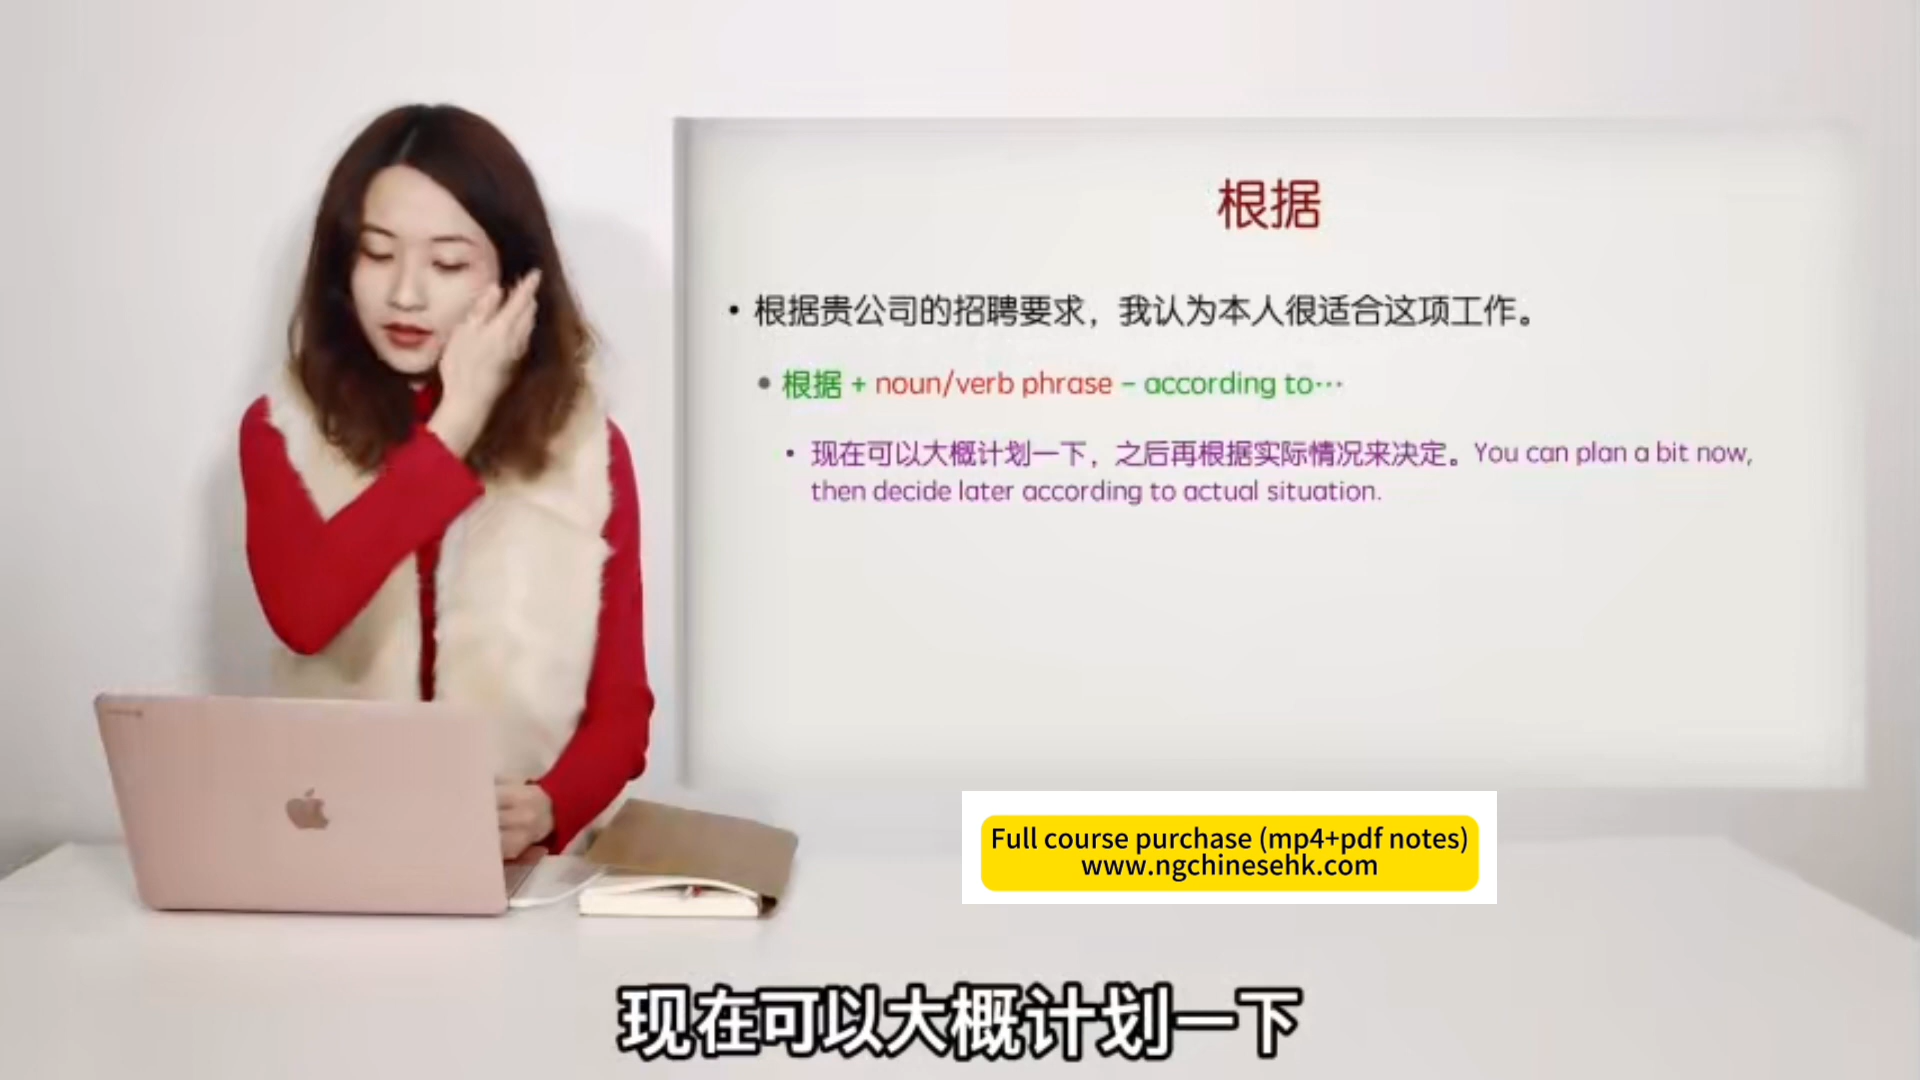 根据
• 根据贵公司的招聘要求，我认为本人很适合这项工作。
• 根据 + noun/verb phrase – according to…
• 现在可以大概计划一下，之后再根据实际情况来决定。You can plan a bit now,
then decide later according to actual situation.
Full course purchase (mp4+pdf notes)
www.ngchinesehk.com
现在可以大概计划一下